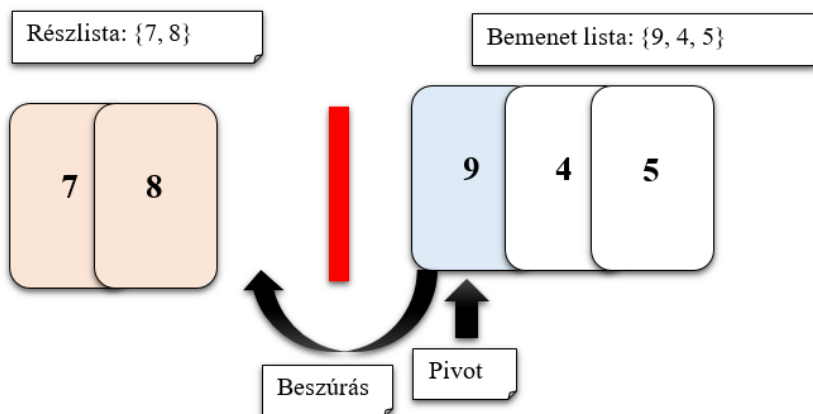 Részlista: {7, 8}
Bemenet lista: {9, 4, 5}
7
8
9
4
5
Beszúrás
Pivot